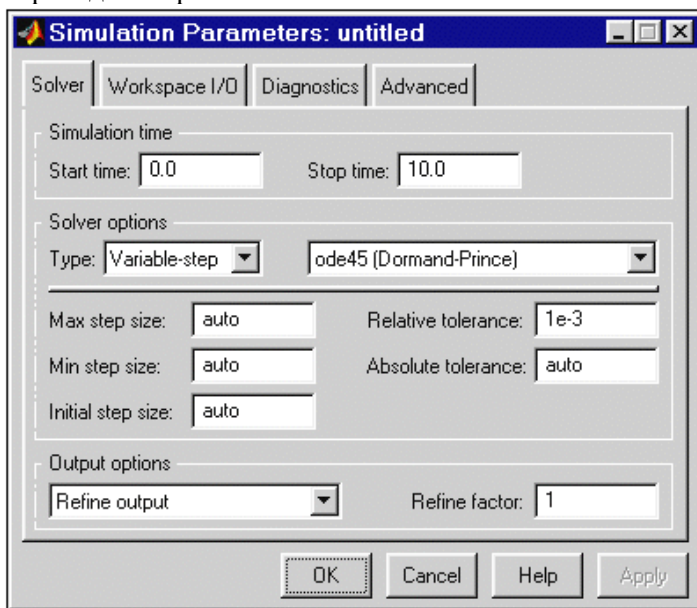 Simulation Parameters: untitled
Solver Workspace I/O Diagnostics Advanced
Simulation time
Start time: 0.0 Stop time: 10.0
Solver options
Type: Variable-step ode45 (Dormand-Prince)
Max step size: auto Relative tolerance: 1e-3
Min step size: auto Absolute tolerance: auto
Initial step size: auto
Output options
Refine output Refine factor: 1
OK Cancel Help Apply